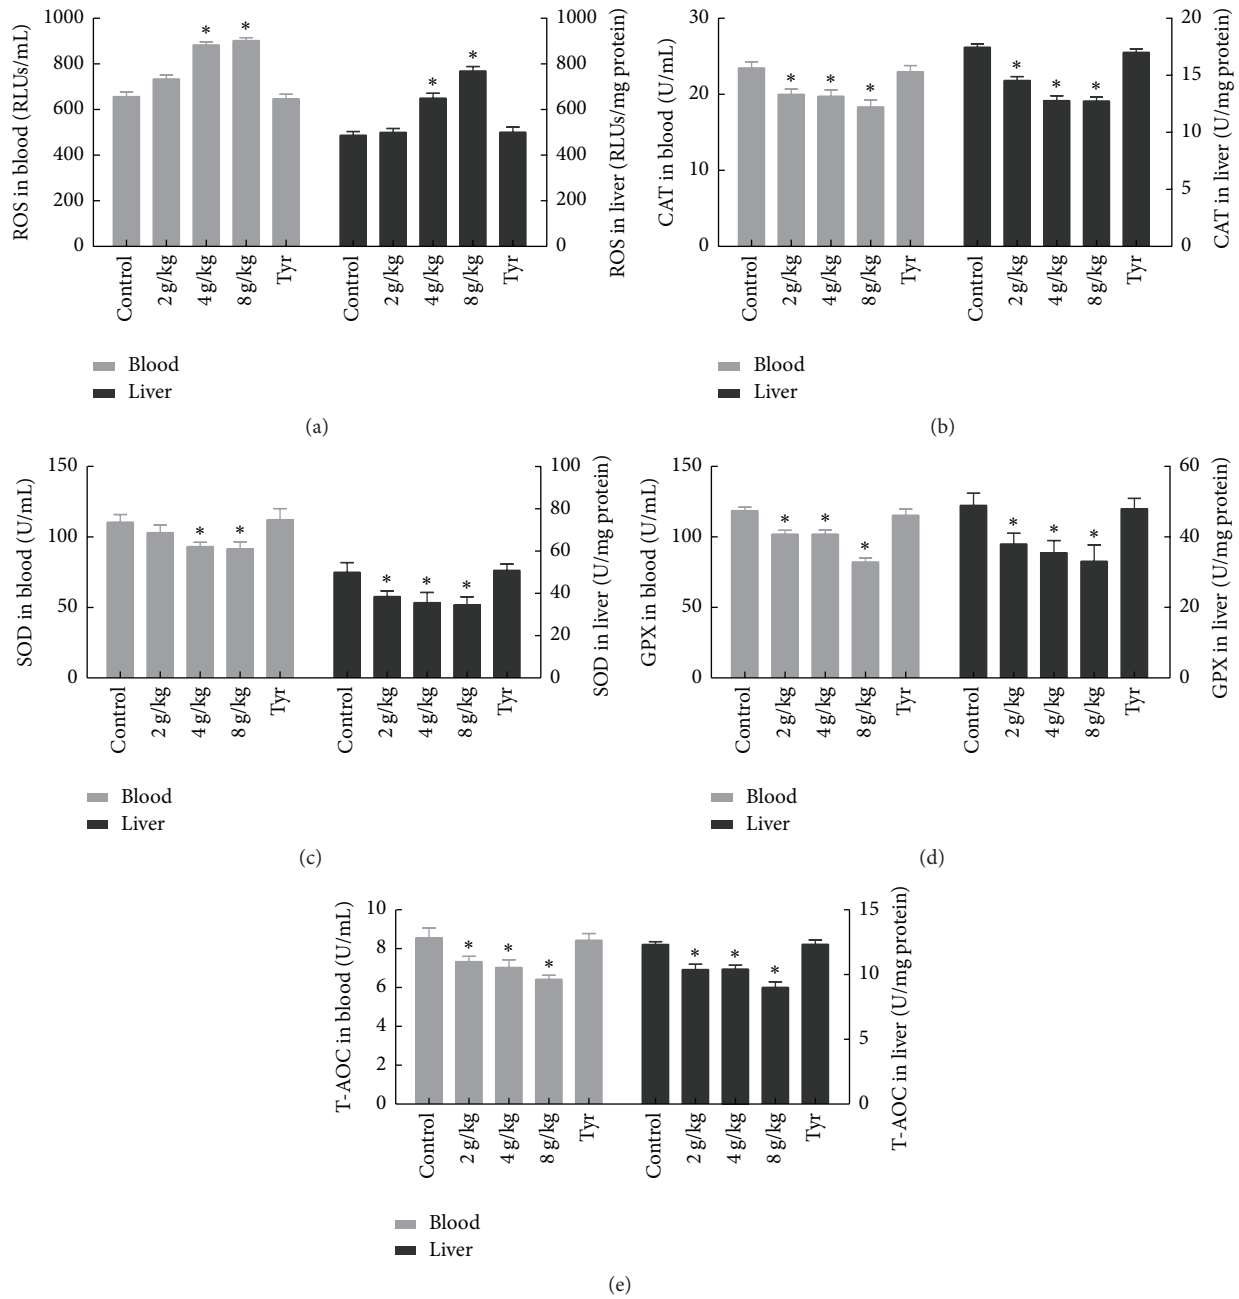 ROS in blood (RLUs/mL)
1000
800
600
400
200
0
Control
2 g/kg
4 g/kg
8 g/kg
Tyr
Control
2 g/kg
4 g/kg
8 g/kg
Tyr
* * * *
1000
800
600
400
200
0
ROS in liver (RLUs/mg protein)
Blood
Liver
(a)
CAT in blood (U/mL)
30
20
10
0
Control
2 g/kg
4 g/kg
8 g/kg
Tyr
Control
2 g/kg
4 g/kg
8 g/kg
Tyr
* * * * * *
20
15
10
5
0
CAT in liver (U/mg protein)
Blood
Liver
(b)
SOD in blood (U/mL)
150
100
50
0
Control
2 g/kg
4 g/kg
8 g/kg
Tyr
Control
2 g/kg
4 g/kg
8 g/kg
Tyr
* * * * *
100
80
60
40
20
0
SOD in liver (U/mg protein)
Blood
Liver
(c)
GPX in blood (U/mL)
150
100
50
0
Control
2 g/kg
4 g/kg
8 g/kg
Tyr
Control
2 g/kg
4 g/kg
8 g/kg
Tyr
* * * * * *
60
40
20
0
GPX in liver (U/mg protein)
Blood
Liver
(d)
T-AOC in blood (U/mL)
10
8
6
4
2
0
Control
2 g/kg
4 g/kg
8 g/kg
Tyr
Control
2 g/kg
4 g/kg
8 g/kg
Tyr
* * * * * *
15
10
5
0
T-AOC in liver (U/mg protein)
Blood
Liver
(e)